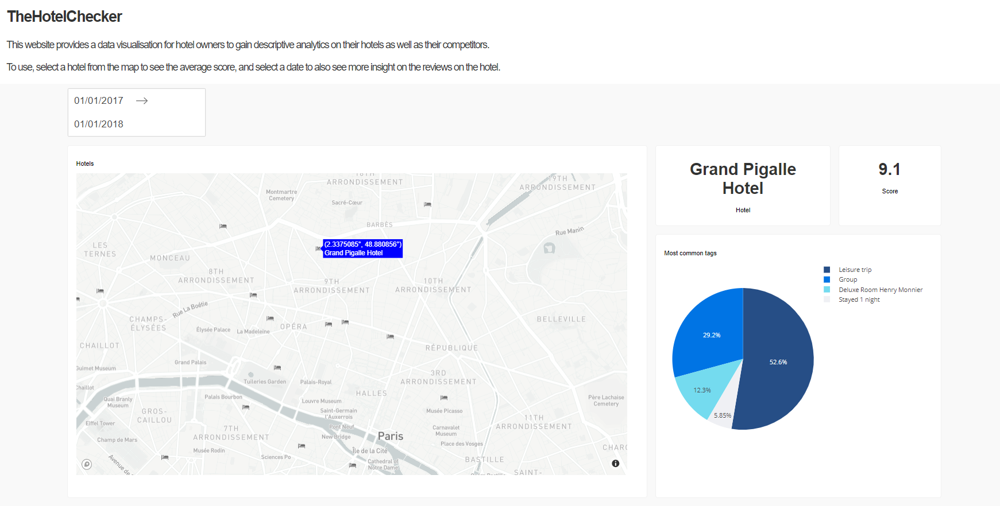 TheHotelChecker
This website provides a data visualisation for hotel owners to gain descriptive analytics on their hotels as well as their competitors.
To use, select a hotel from the map to see the average score, and select a date to also see more insight on the reviews on the hotel.
01/01/2017
01/01/2018
Hotels
ARRONDISSEMENT
19TH
ARRONDISSEMENT
Montmartre
Cemetery
Sacré-Cœur
BARBÈS
Rue Manin
LES
TERNES
MONCEAU
(2.3375085°, 48.880856°)
Grand Pigalle Hotel
8TH
ARRONDISSEMENT
9TH
ARRONDISSEMENT
10TH
ARRONDISSEMENT
Rue La Boétie
CHAMPS-
ÉLYSÉES
Élysée Palace
La Madeleine
OPÉRA
BELLEVILLE
CHAILLOT
RÉPUBLIQUE
Grand Palais
Guimet Museum
Tuileries Garden
Palais-Royal
3RD
ARRONDISSEMENT
Chaillot
HALLES
Quai Branly
Museum
Palais Bourbon
Louvre Museum
Père Lachaise
Cemetery
GROS-
CAILLOU
Saint-Germain
l'Auxerrois
Musée Picasso
Eiffel Tower
7TH
ARRONDISSEMENT
Pont Neuf
New Bridge
Paris
Carnavalet
Museum
11TH
ARRONDISSEMENT
Champ de Mars
Place des Vosges
Musée Rodin
Île de la Cité
CHARO
Avenue de
Sciences Po
Cathedral of
Notre Dame
BASTILLE
SAINT-
Grand Pigalle
Hotel
Hotel
9.1
Score
Most common tags
Leisure trip
Group
Deluxe Room Henry Monnier
Stayed 1 night
29.2%
52.6%
12.3%
5.85%